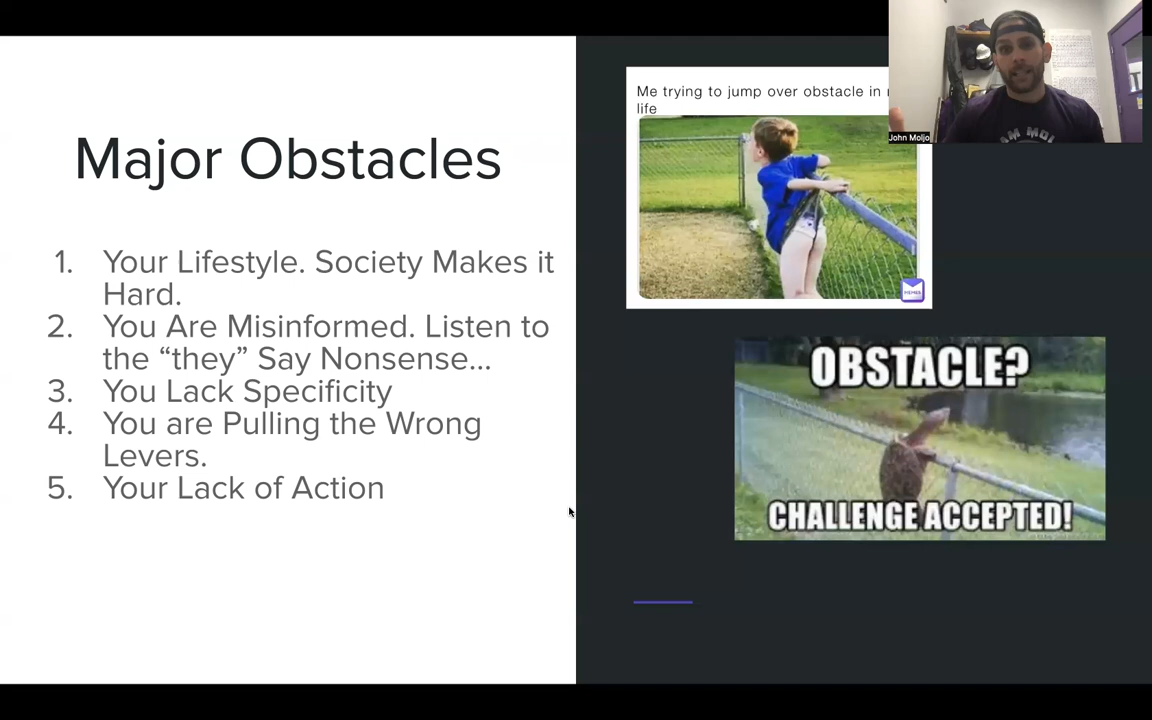 Major Obstacles
1. Your Lifestyle. Society Makes it
Hard.
2. You Are Misinformed. Listen to
the “they” Say Nonsense...
3. You Lack Specificity
4. You are Pulling the Wrong
Levers.
5. Your Lack of Action
Me trying to jump over obstacle in
life
MEMES
OBSTACLE?
CHALLENGE ACCEPTED!
John Moljo